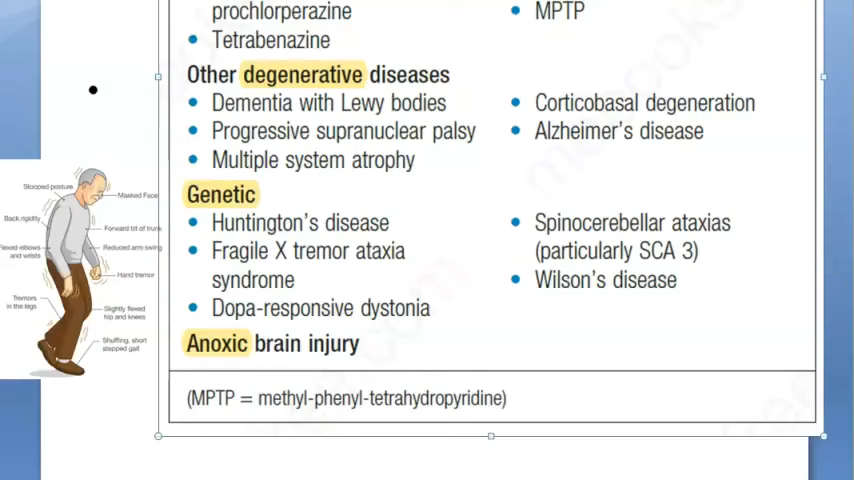 prochlorperazine
• MPTP
• Tetrabenazine
Other degenerative diseases
• Dementia with Lewy bodies
• Corticobasal degeneration
• Progressive supranuclear palsy
• Alzheimer's disease
• Multiple system atrophy
Genetic
• Huntington's disease
• Spinocerebellar ataxias
(particularly SCA 3)
• Fragile X tremor ataxia
syndrome
• Wilson's disease
• Dopa-responsive dystonia
Anoxic brain injury
(MPTP = methyl-phenyl-tetrahydropyridine)
Stooped posture
Masked Face
Back rigidity
Forward tilt of trunk
Flexed elbows
and wrists
Reduced arm swing
Hand tremor
Tremors
in the legs
Slightly flexed
hip and knees
Shuffling, short
stepped gait